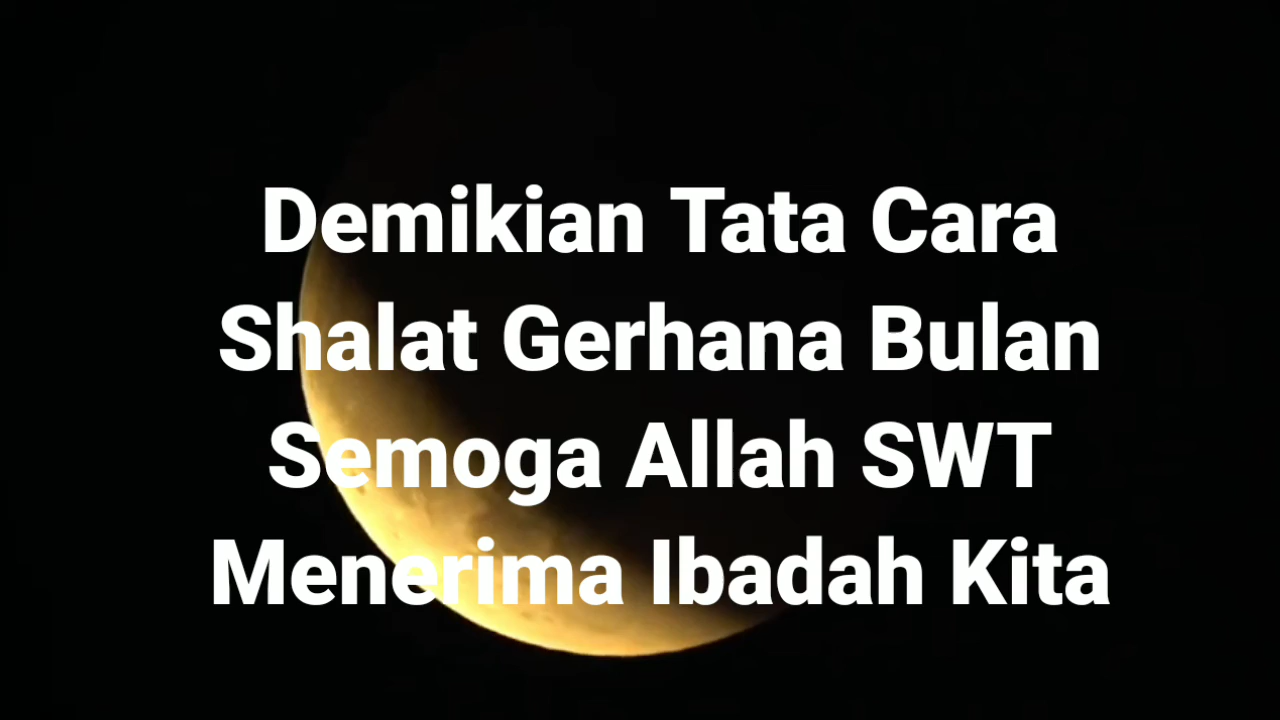 Demikian Tata Cara
Shalat Gerhana Bulan
Semoga Allah SWT
Menerima Ibadah Kita